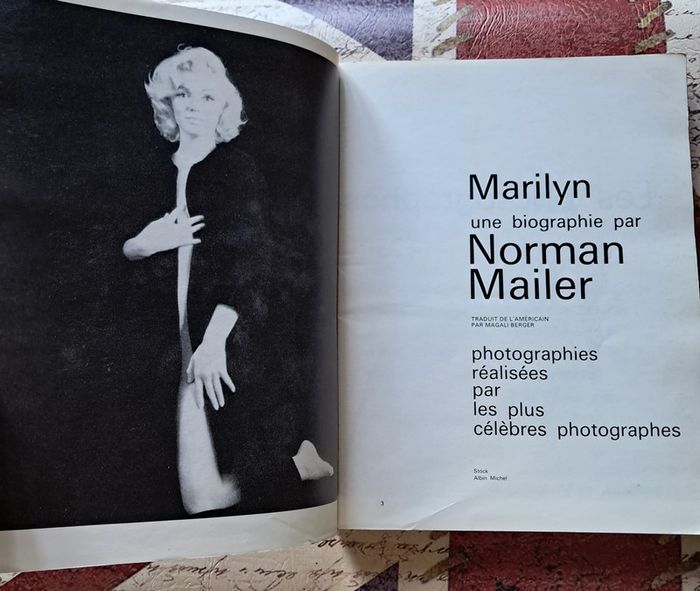 Marilyn
une biographie par
Norman
Mailer
TRADUIT DE L'AMÉRICAIN
PAR MAGALI BERGER
photographies
réalisées
par
les plus
célèbres photographes
Stock
Albin Michel
3